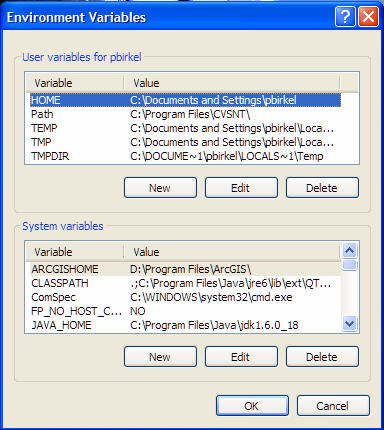 Environment Variables
User variables for pbirkel
Variable Value
HOME C:\Documents and Settings\pbirkel
Path C:\Program Files\CVSNT\
TEMP C:\Documents and Settings\pbirkel\Loca...
TMP C:\Documents and Settings\pbirkel\Loca...
TMPDIR C:\DOCUME~1\pbirkel\LOCALS~1\Temp
New Edit Delete
System variables
Variable Value
ARCGISHOME D:\Program Files\ArcGIS\
CLASSPATH .;C:\Program Files\Java\jre6\lib\ext\QT...
ComSpec C:\WINDOWS\system32\cmd.exe
FP_NO_HOST_C... NO
JAVA_HOME C:\Program Files\Java\jdk1.6.0_18
New Edit Delete
OK Cancel